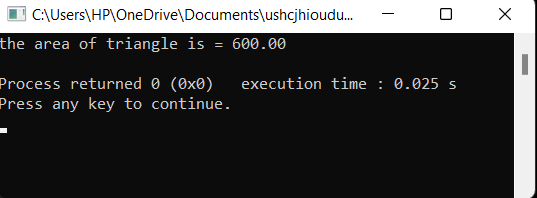 C:\Users\HP\OneDrive\Documents\ushcjhioudu...
the area of triangle is = 600.00
Process returned 0 (0x0)   execution time : 0.025 s
Press any key to continue.